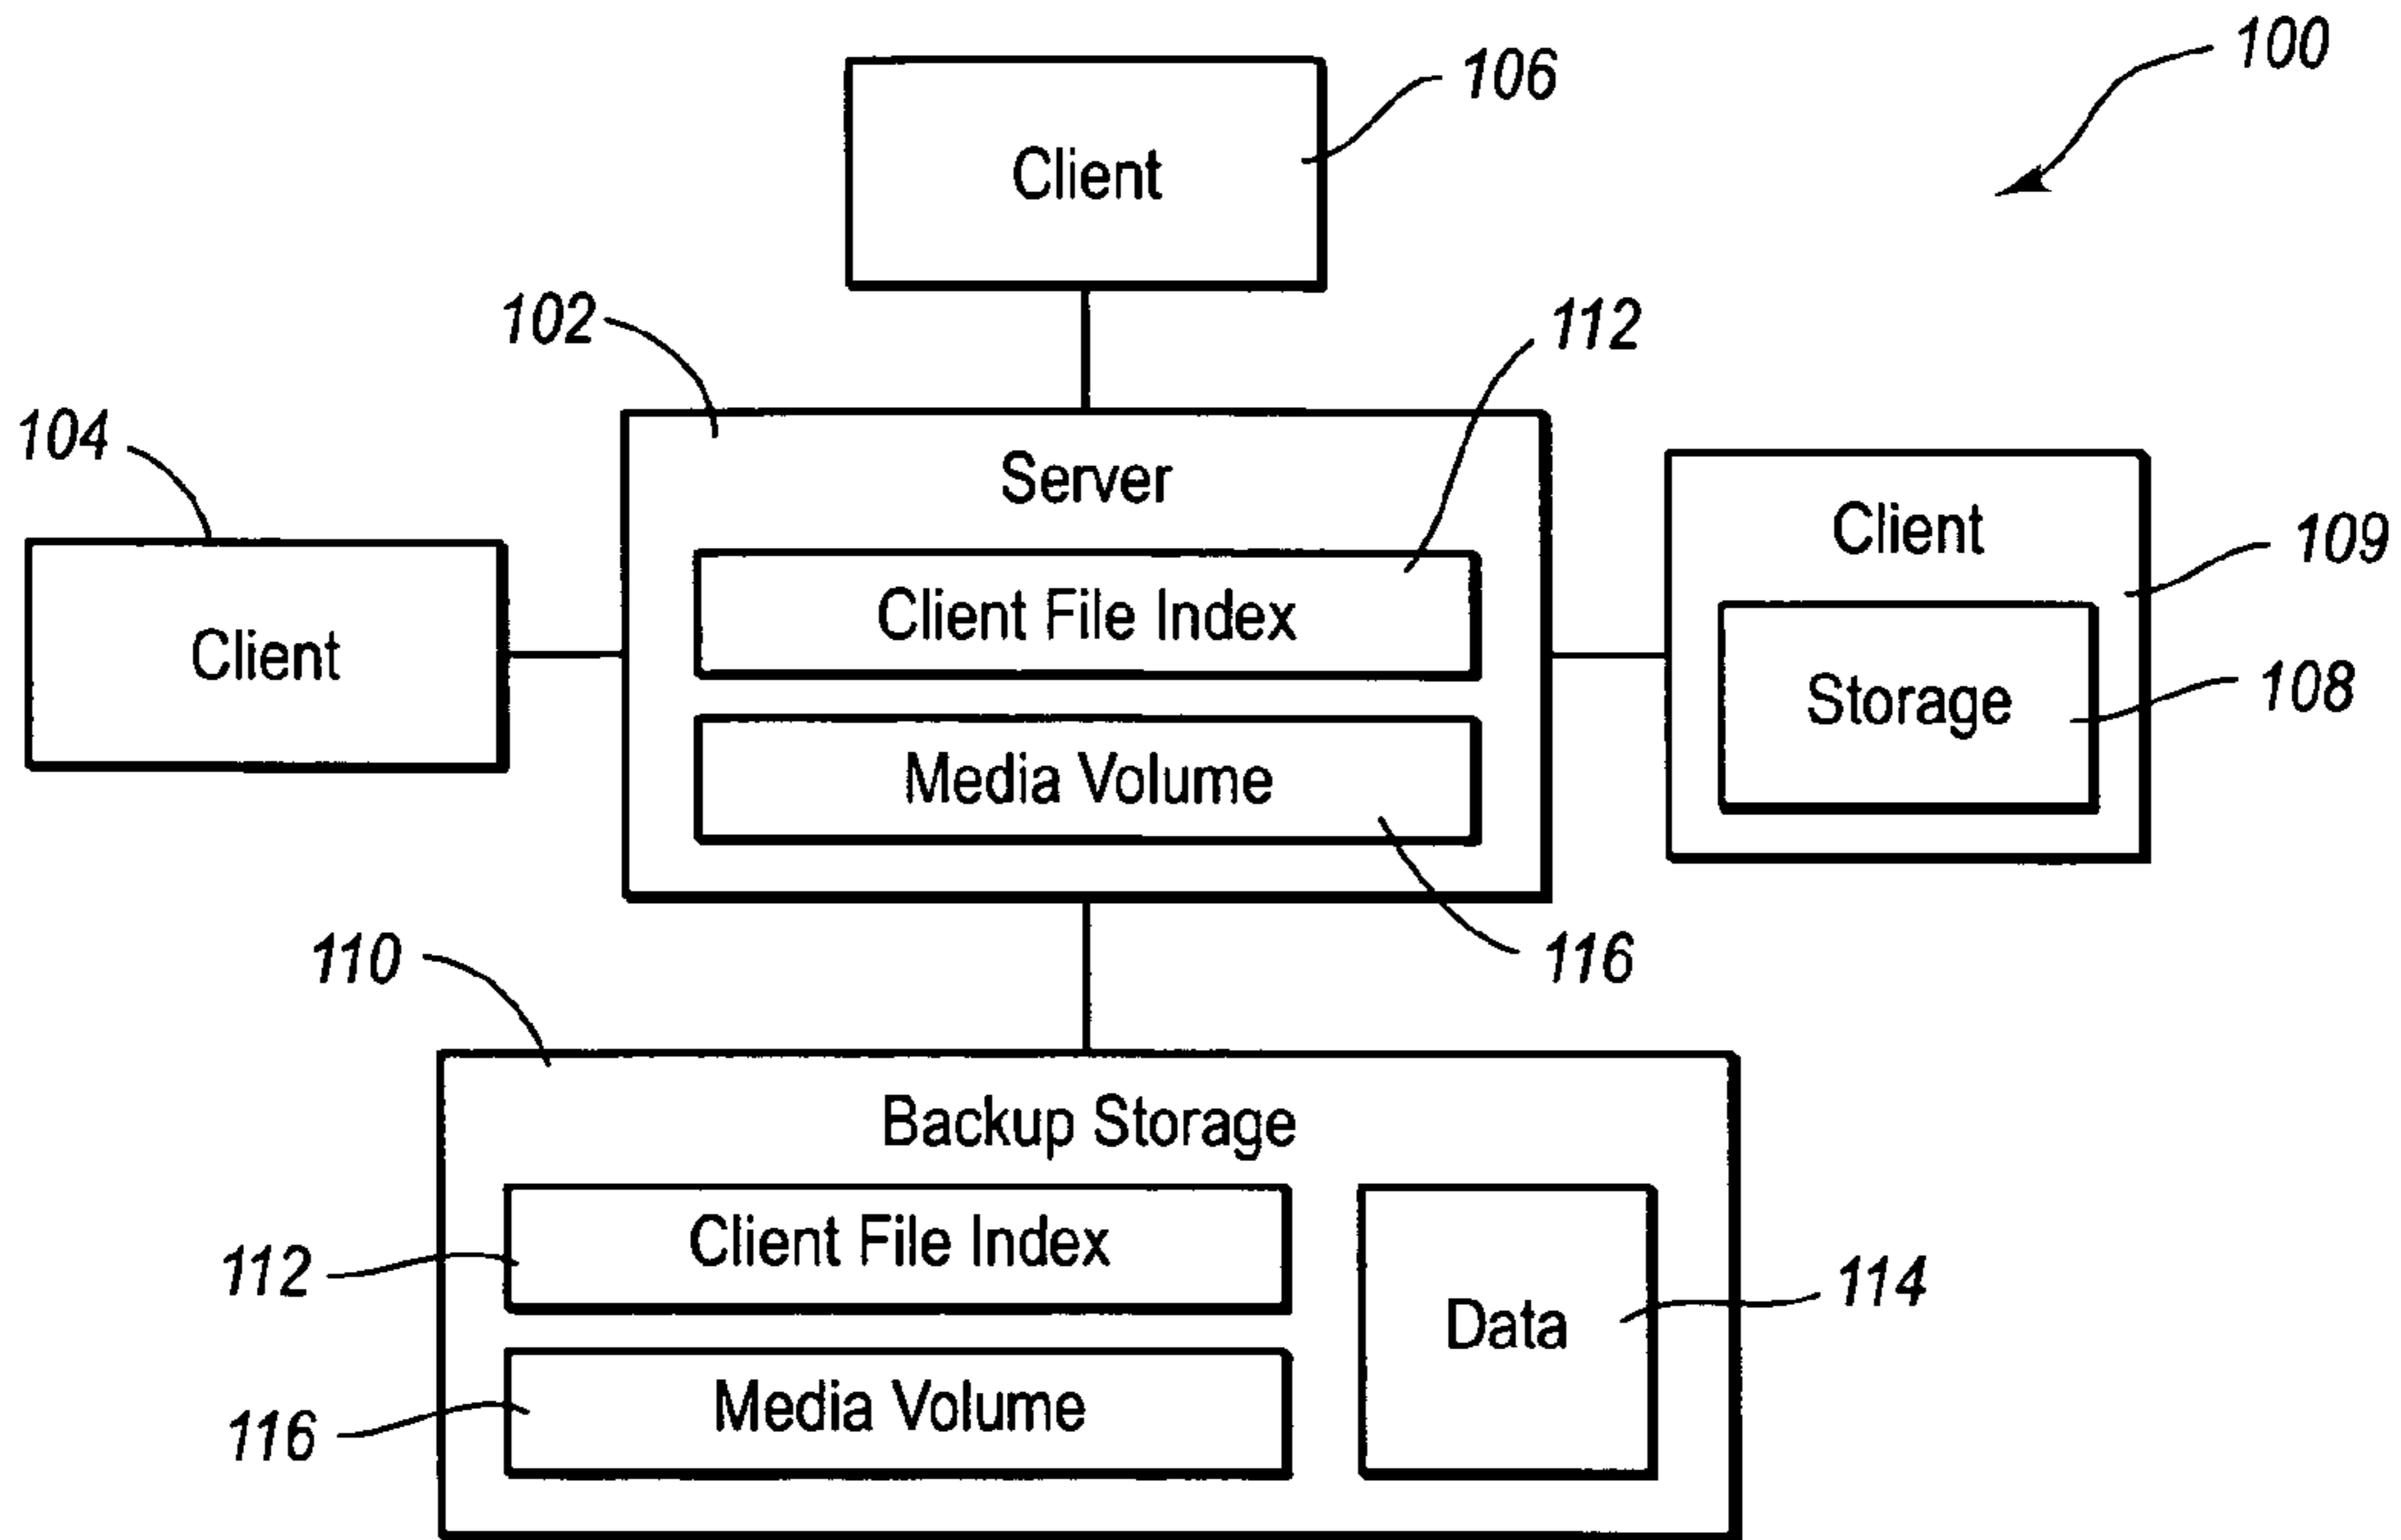 100
106
Client
102
112
104
Server
Client
109
Client File Index
Client
Storage
108
Media Volume
110
116
Backup Storage
112
Client File Index
114
Data
116
Media Volume